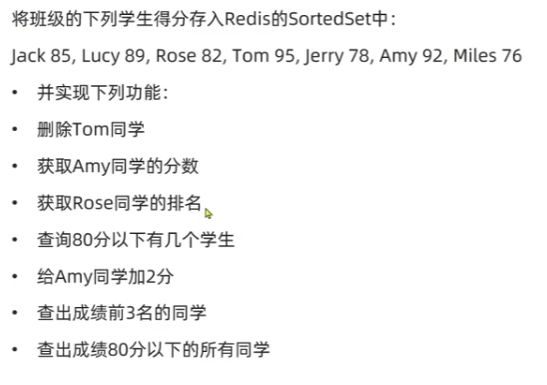 将班级的下列学生得分存入Redis的SortedSet中：
Jack 85, Lucy 89, Rose 82, Tom 95, Jerry 78, Amy 92, Miles 76
• 并实现下列功能：
• 删除Tom同学
• 获取Amy同学的分数
• 获取Rose同学的排名
• 查询80分以下有几个学生
• 给Amy同学加2分
• 查出成绩前3名的同学
• 查出成绩80分以下的所有同学